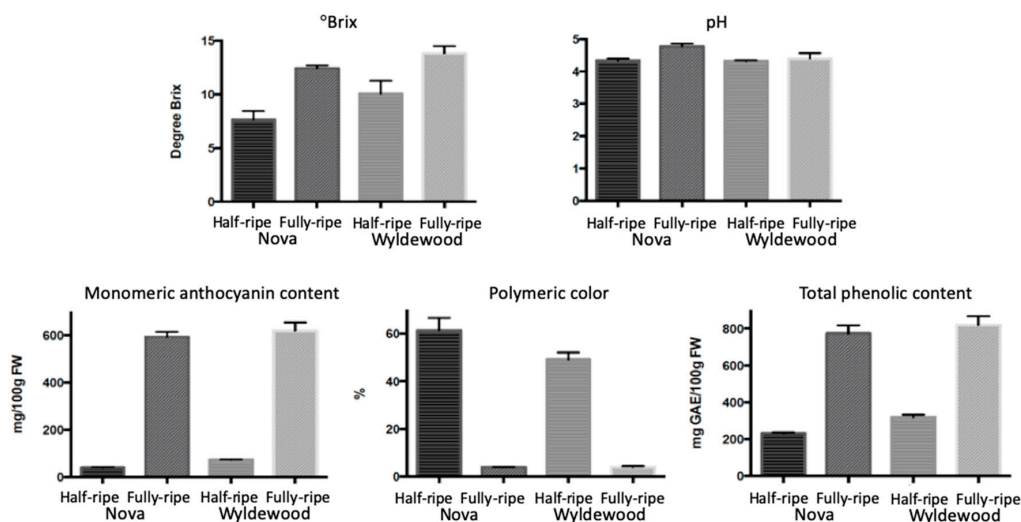 °Brix
15
10
5
0
Degree Brix
Half-ripe Fully-ripe Half-ripe Fully-ripe
Nova Wyldewood
pH
5
4
3
2
1
0
Half-ripe Fully-ripe Half-ripe Fully-ripe
Nova Wyldewood
Monomeric anthocyanin content
600
400
200
0
mg/100g FW
Half-ripe Fully-ripe Half-ripe Fully-ripe
Nova Wyldewood
Polymeric color
60
40
20
0
%
Half-ripe Fully-ripe Half-ripe Fully-ripe
Nova Wyldewood
Total phenolic content
800
600
400
200
0
mg GAE/100g FW
Half-ripe Fully-ripe Half-ripe Fully-ripe
Nova Wyldewood